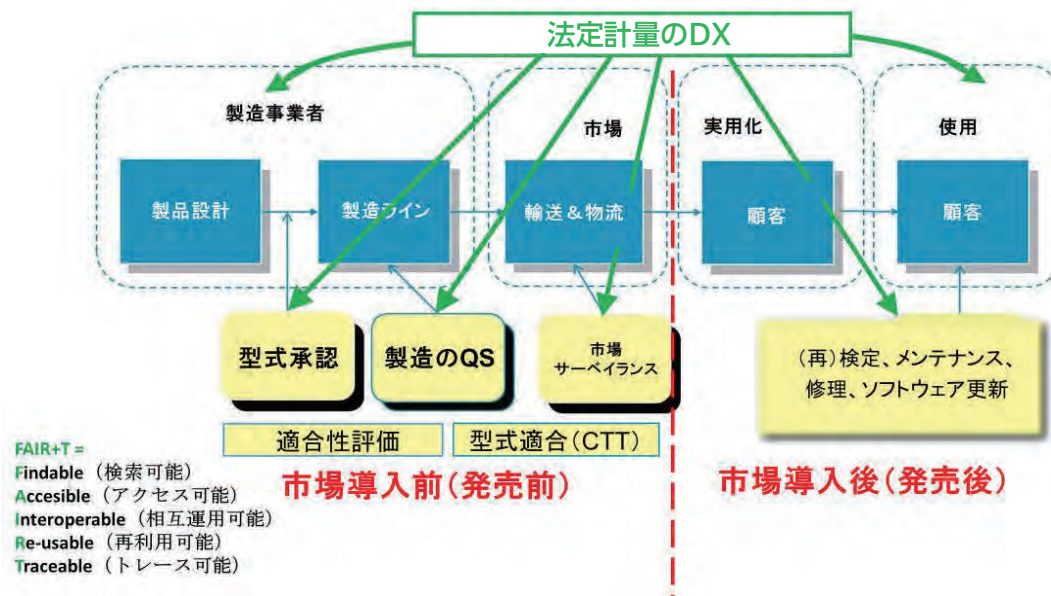 法定計量のDX
製造事業者
市場
実用化
使用
製品設計
製造ライン
輸送&物流
顧客
顧客
型式承認
製造のQS
市場
サーベイランス
(再)検定、メンテナンス、
修理、ソフトウェア更新
適合性評価
型式適合(CTT)
市場導入前(発売前)
市場導入後(発売後)
FAIR+T =
Findable (検索可能)
Accesible (アクセス可能)
Interoperable (相互運用可能)
Re-usable (再利用可能)
Traceable (トレース可能)